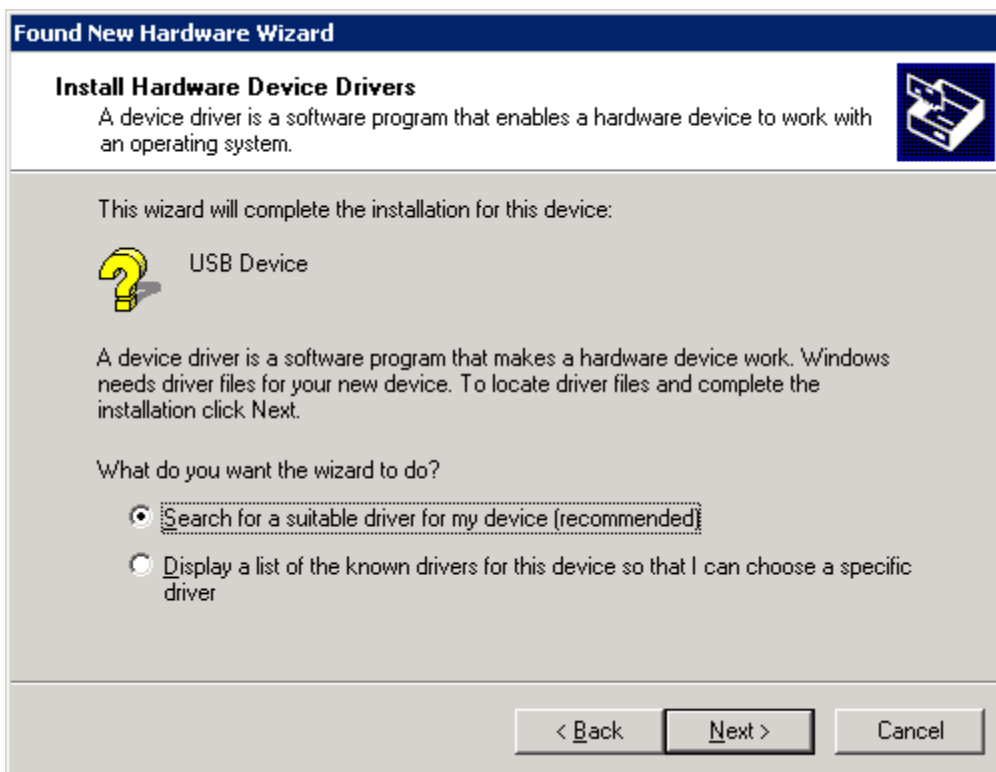 Found New Hardware Wizard
Install Hardware Device Drivers
A device driver is a software program that enables a hardware device to work with
an operating system.
This wizard will complete the installation for this device:
USB Device
A device driver is a software program that makes a hardware device work. Windows
needs driver files for your new device. To locate driver files and complete the
installation click Next.
What do you want the wizard to do?
Search for a suitable driver for my device (recommended)
Display a list of the known drivers for this device so that I can choose a specific
driver
< Back
Next >
Cancel